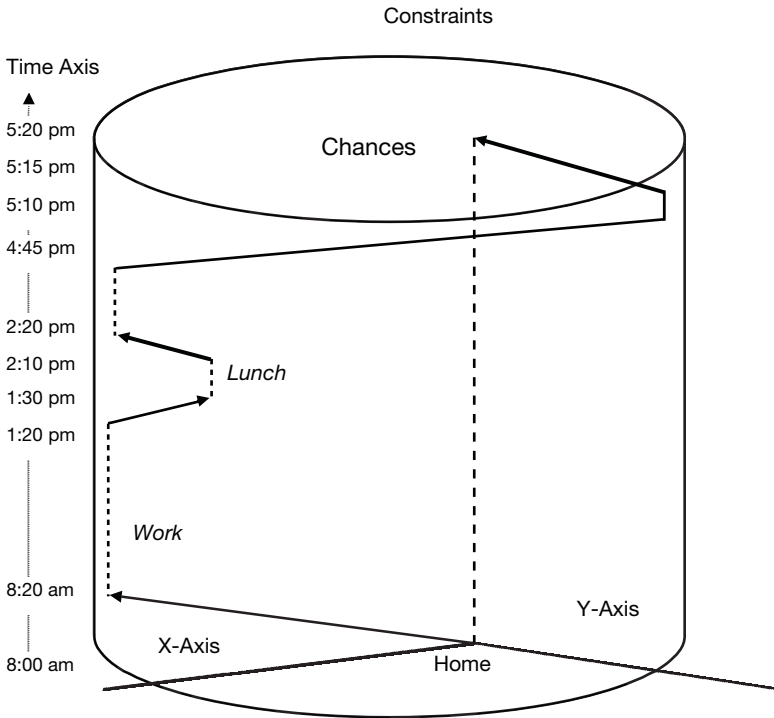 Constraints
Time Axis
5:20 pm
Chances
5:15 pm
5:10 pm
4:45 pm
2:20 pm
2:10 pm
Lunch
1:30 pm
1:20 pm
Work
8:20 am
Y-Axis
X-Axis
8:00 am
Home